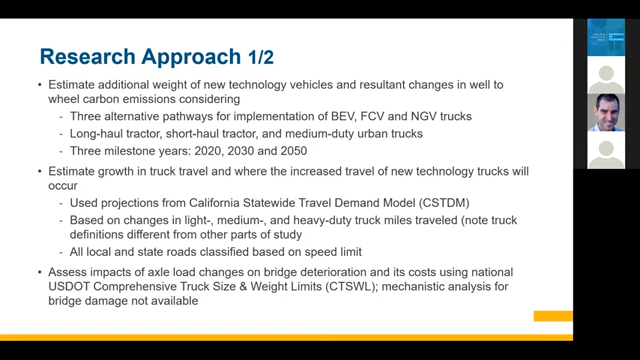 Research Approach 1/2
• Estimate additional weight of new technology vehicles and resultant changes in well to
wheel carbon emissions considering
- Three alternative pathways for implementation of BEV, FCV and NGV trucks
- Long-haul tractor, short-haul tractor, and medium-duty urban trucks
- Three milestone years: 2020, 2030 and 2050
• Estimate growth in truck travel and where the increased travel of new technology trucks will
occur
- Used projections from California Statewide Travel Demand Model (CSTDM)
- Based on changes in light-, medium-, and heavy-duty truck miles traveled (note truck
definitions different from other parts of study
- All local and state roads classified based on speed limit
• Assess impacts of axle load changes on bridge deterioration and its costs using national
USDOT Comprehensive Truck Size & Weight Limits (CTSWL); mechanistic analysis for
bridge damage not available